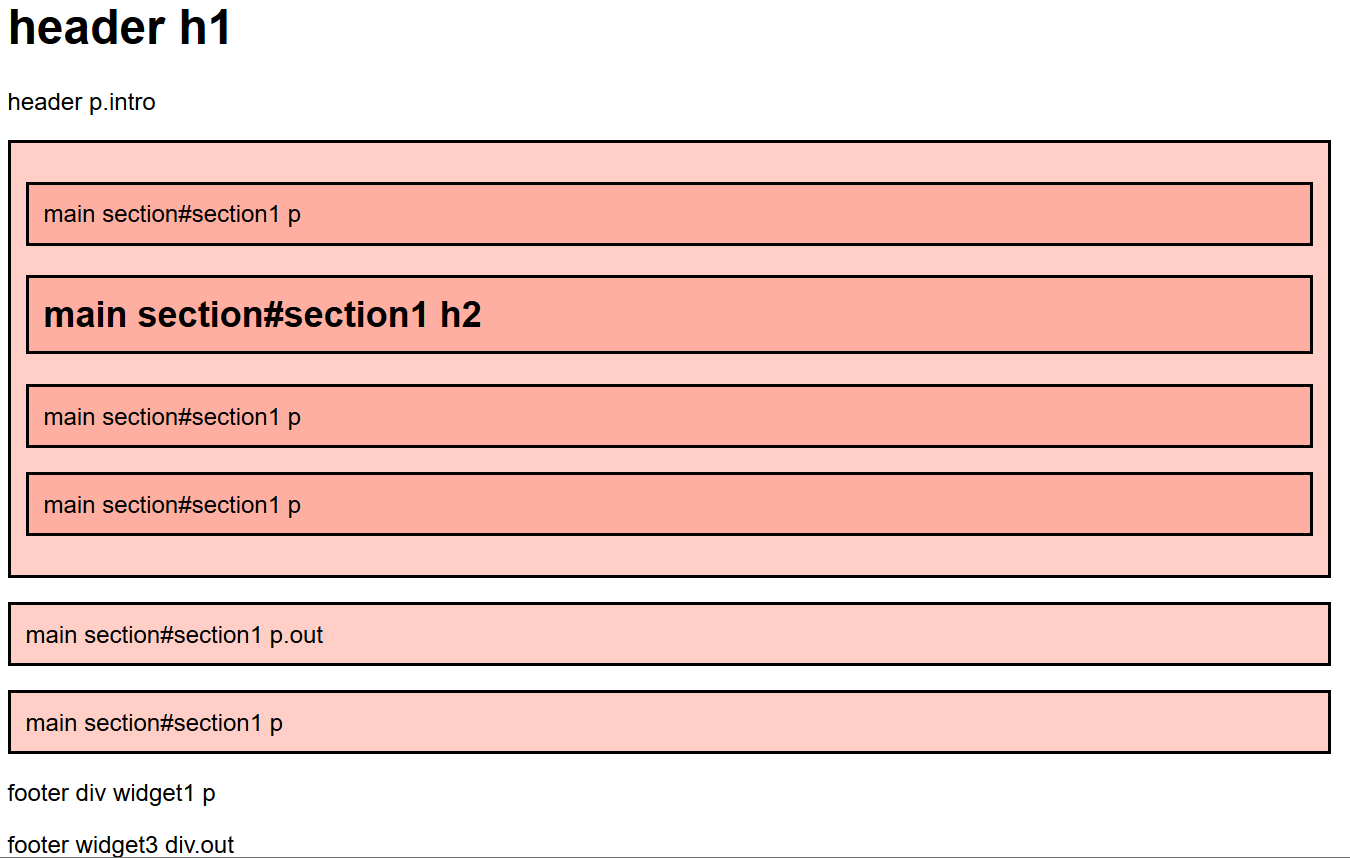 header h1
header p.intro
main section#section1 p
main section#section1 h2
main section#section1 p
main section#section1 p
main section#section1 p.out
main section#section1 p
footer div widget1 p
footer widget3 div.out